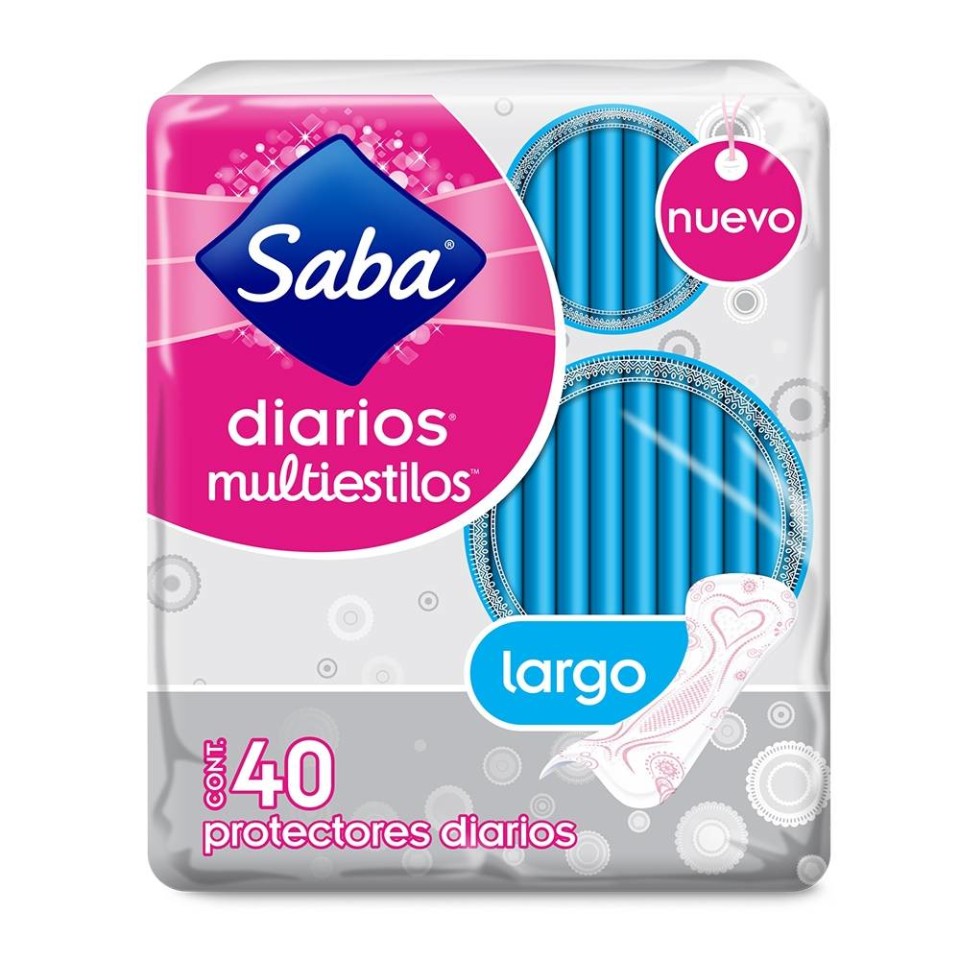 Saba®
nuevo
diarios®
multiestilos™
largo
CONT. 40
protectores diarios